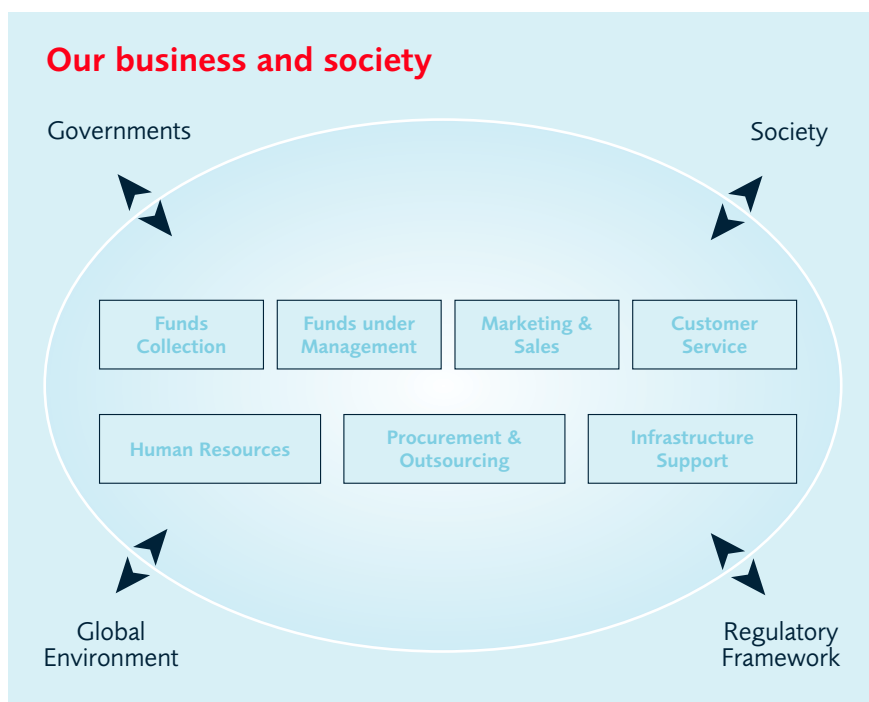 Our business and society
Governments
Society
Funds
Collection
Funds under
Management
Marketing &
Sales
Customer
Service
Human Resources
Procurement &
Outsourcing
Infrastructure
Support
Global
Environment
Regulatory
Framework